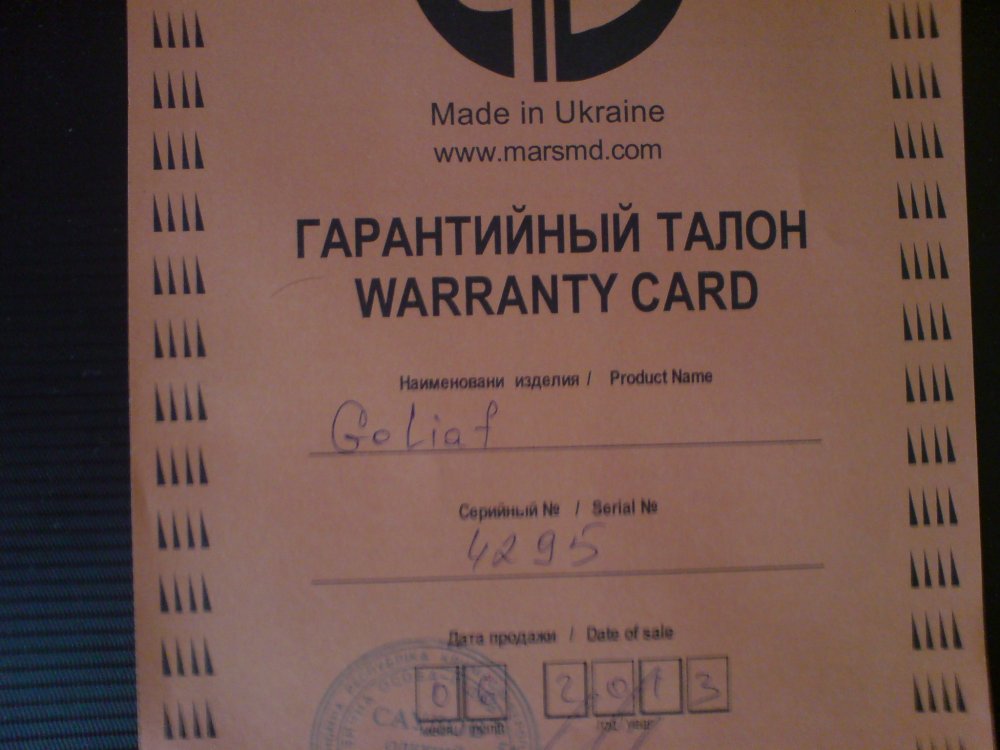 Made in Ukraine
www.marsmd.com
ГАРАНТИЙНЫЙ ТАЛОН
WARRANTY CARD
Наименовани изделия / Product Name
Goliaf
Серийный № / Serial №
4295
Дата продажи / Date of sale
06 2013